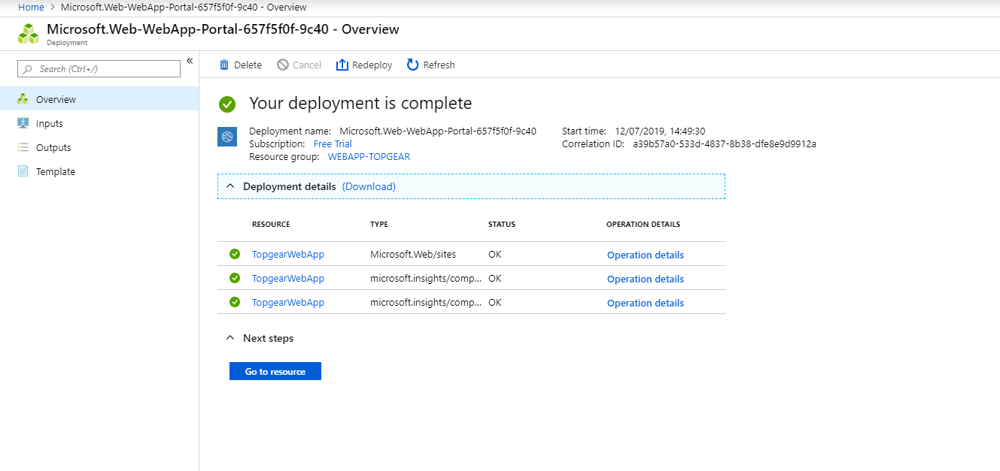 Home > Microsoft.Web-WebApp-Portal-657f5f0f-9c40 - Overview
Microsoft.Web-WebApp-Portal-657f5f0f-9c40 - Overview
Deployment
Search (Ctrl+/)
«
Overview
Inputs
Outputs
Template
Delete Cancel Redeploy Refresh
Your deployment is complete
Deployment name: Microsoft.Web-WebApp-Portal-657f5f0f-9c40
Subscription: Free Trial
Resource group: WEBAPP-TOPGEAR
Start time: 12/07/2019, 14:49:30
Correlation ID: a39b57a0-533d-4837-8b38-dfe8e9d9912a
Deployment details (Download)
RESOURCE TYPE STATUS OPERATION DETAILS
TopgearWebApp Microsoft.Web/sites OK Operation details
TopgearWebApp microsoft.insights/comp... OK Operation details
TopgearWebApp microsoft.insights/comp... OK Operation details
Next steps
Go to resource